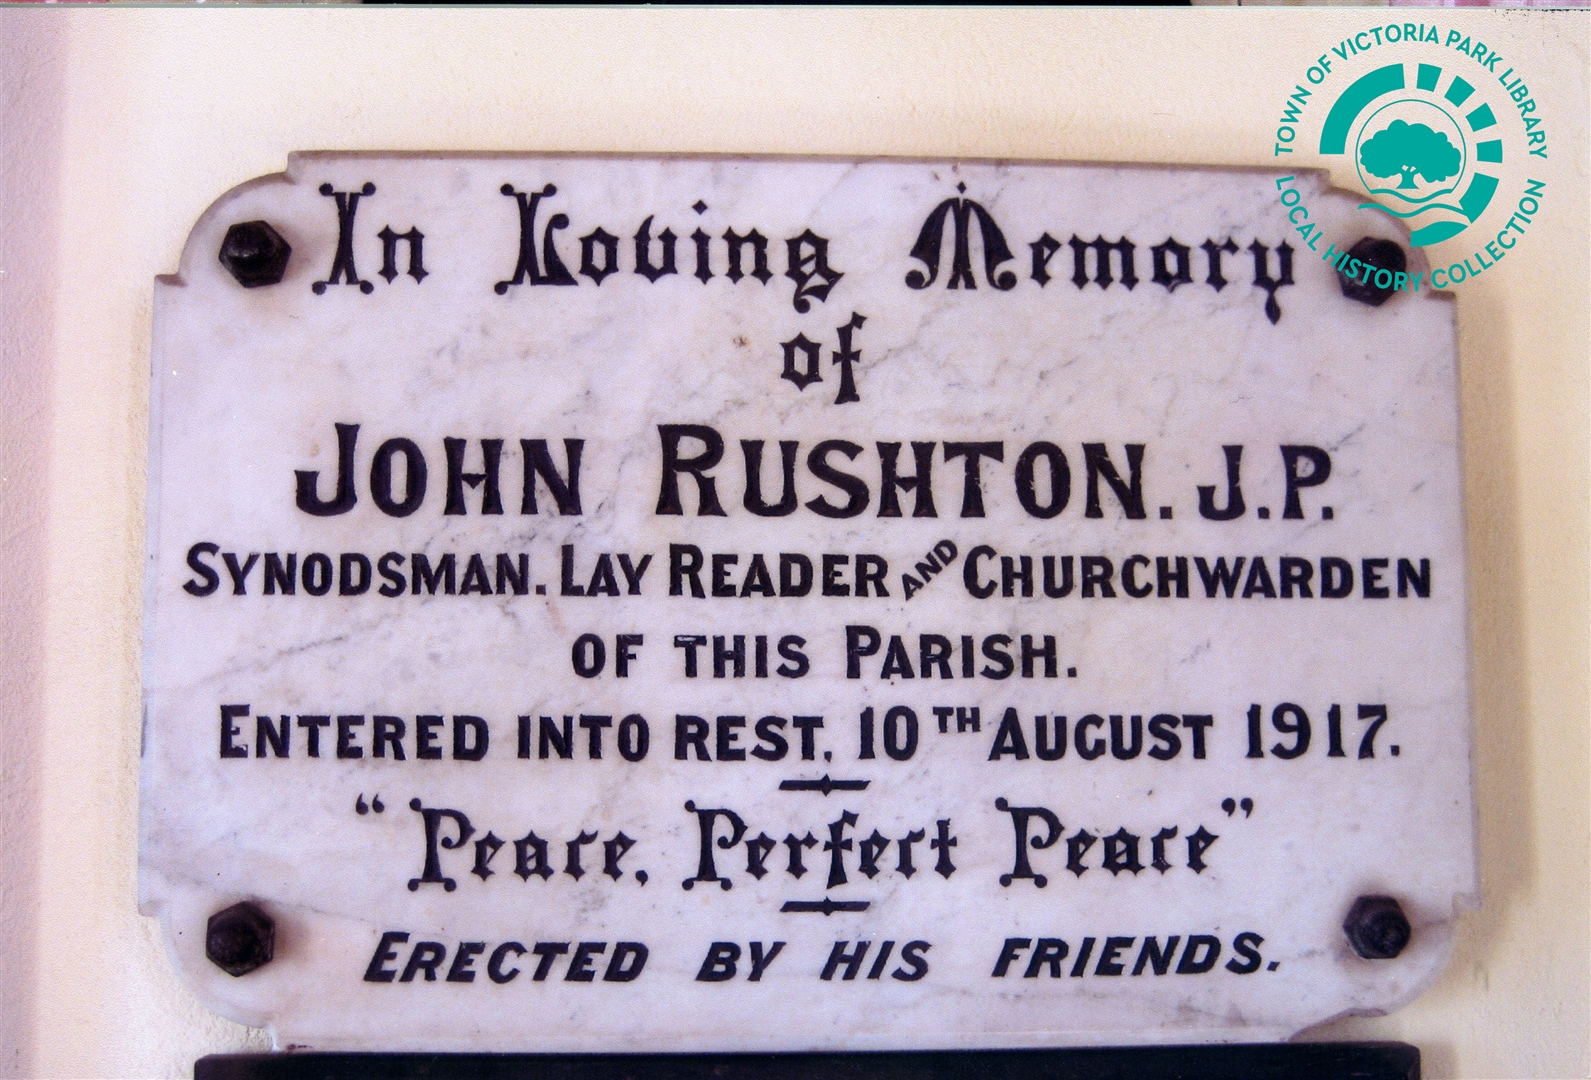 TOWN OF VICTORIA PARK LIBRARY
LOCAL HISTORY COLLECTION
In Loving Memory
of
JOHN RUSHTON. J.P.
SYNODSMAN. LAY READER AND CHURCHWARDEN
OF THIS PARISH.
ENTERED INTO REST, 10TH AUGUST 1917.
“Peace, Perfect Peace”
ERECTED BY HIS FRIENDS.